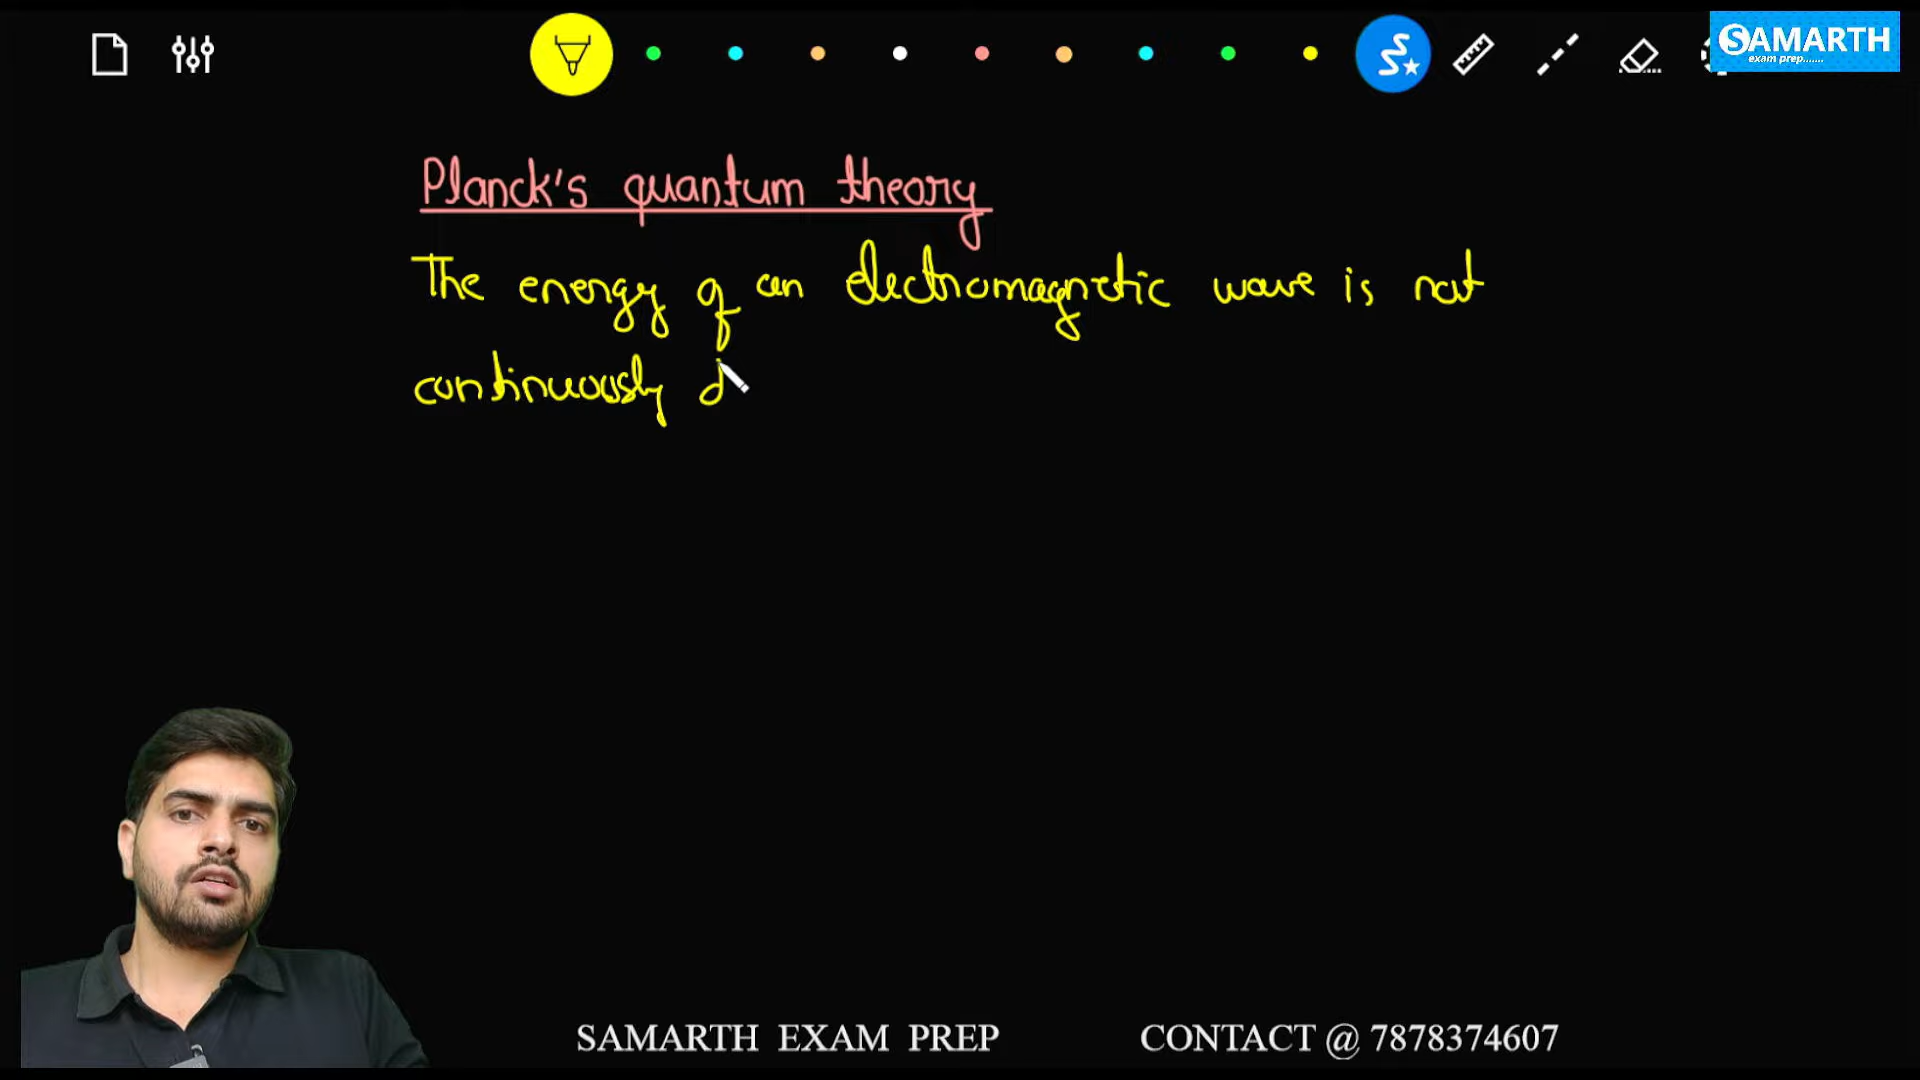 SAMARTH
exam prep.......
Planck's quantum theory
The energy of an electromagnetic wave is not
continuously d
SAMARTH EXAM PREP CONTACT @ 7878374607